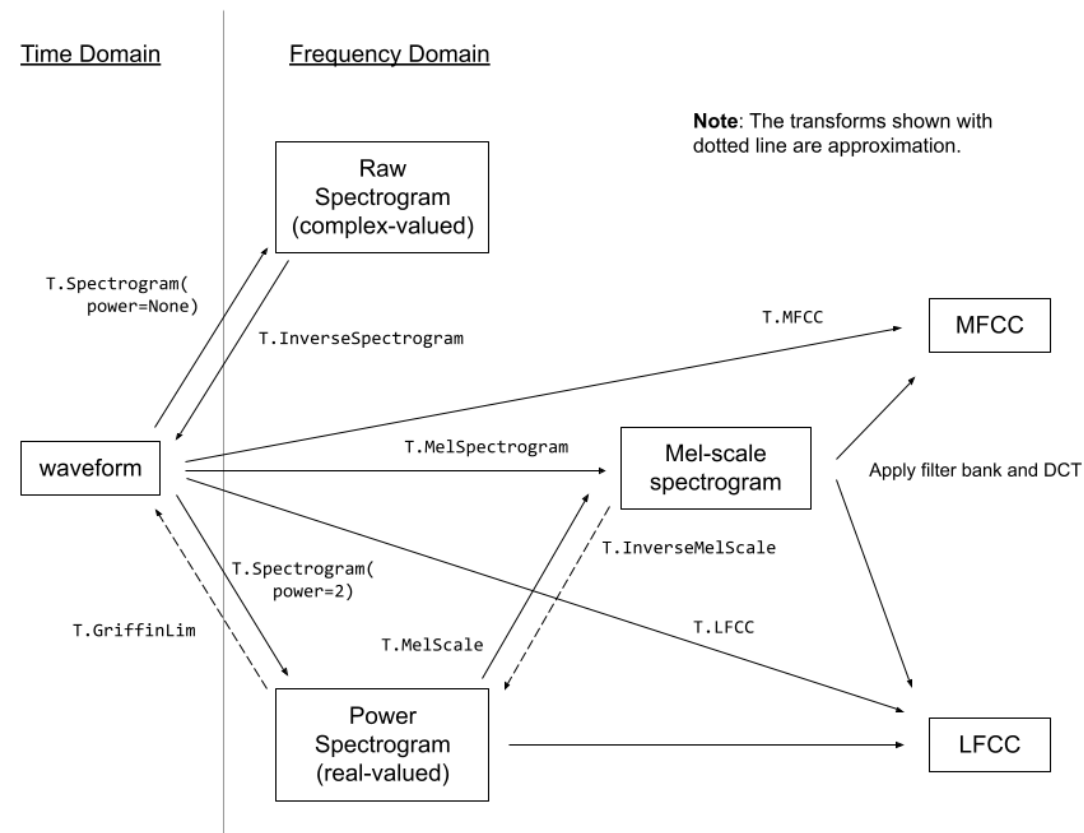 Time Domain
Frequency Domain
Note: The transforms shown with
dotted line are approximation.
Raw
Spectrogram
(complex-valued)
T.Spectrogram(
power=None)
T.InverseSpectrogram
T.MFCC
MFCC
waveform
T.MelSpectrogram
Mel-scale
spectrogram
Apply filter bank and DCT
T.InverseMelScale
T.Spectrogram(
power=2)
T.GriffinLim
T.MelScale
T.LFCC
Power
Spectrogram
(real-valued)
LFCC